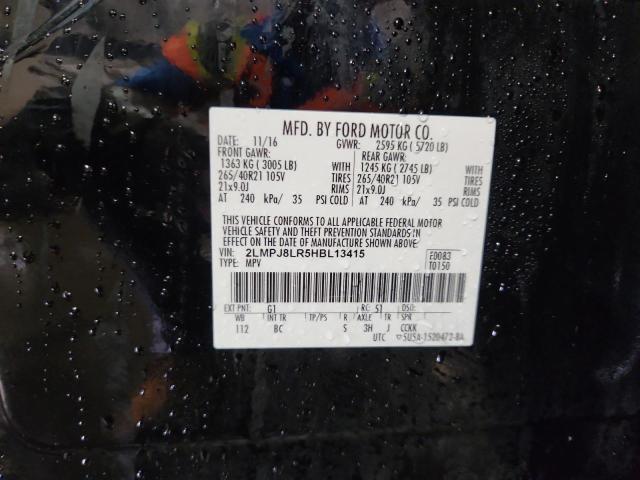 MFD. BY FORD MOTOR CO.
DATE: 11/16 GVWR: 2595 KG ( 5720 LB)
FRONT GAWR: REAR GAWR:
1363 KG ( 3005 LB) WITH 1245 KG ( 2745 LB) WITH
265/40R21 105V TIRES 265/40R21 105V TIRES
21x9.0J RIMS 21x9.0J RIMS
AT 240 kPa/ 35 PSI COLD AT 240 kPa/ 35 PSI COLD
THIS VEHICLE CONFORMS TO ALL APPLICABLE FEDERAL MOTOR
VEHICLE SAFETY AND THEFT PREVENTION STANDARDS IN
EFFECT ON THE DATE OF MANUFACTURE SHOWN ABOVE.
VIN: 2LMPJ8LR5HBL13415 F0083
TYPE: MPV T0150
EXT PNT: G1 RC: 51 DSO:
WB INT TR TP/PS R AXLE TR SPR
112 BC S 3H J CCKK
UTC ▽5U5A-1520472-BA